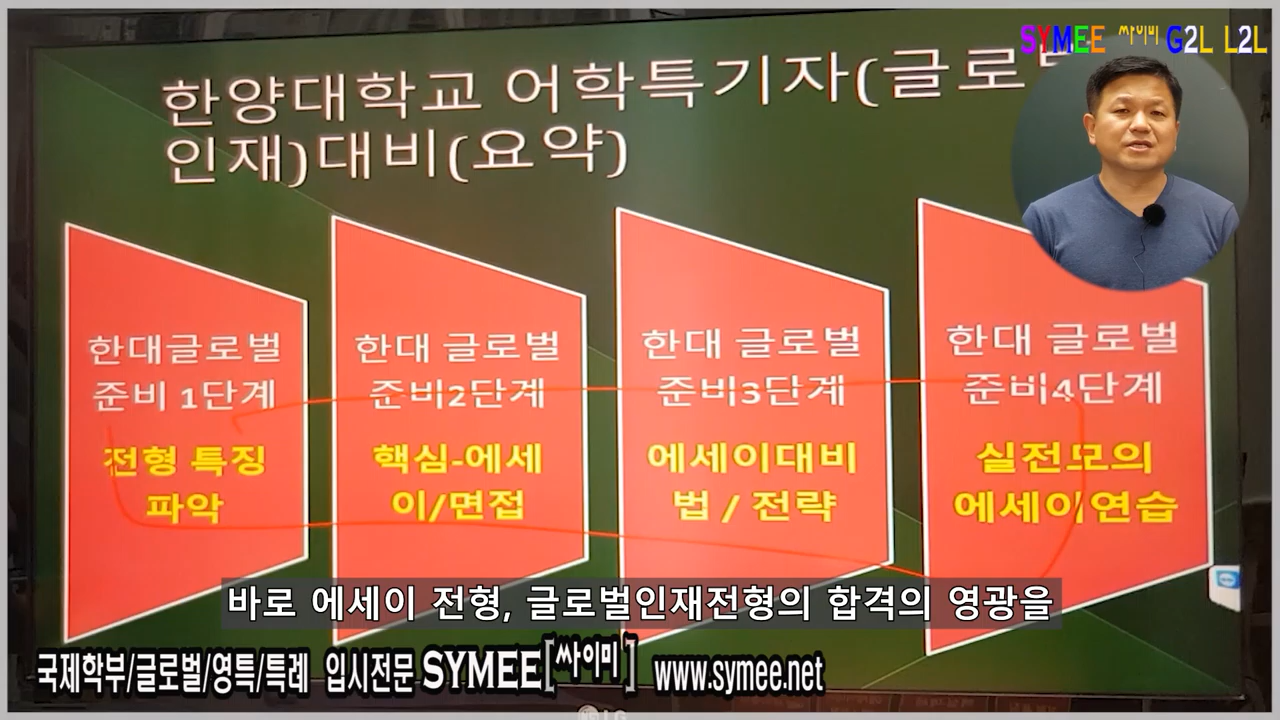 SYMEE 싸이미 G2L L2L
한양대학교 어학특기자(글로벌
인재)대비(요약)
한대글로벌
준비 1단계
전형 특징
파악
한대 글로벌
준비2단계
핵심-에세
이/면접
한대 글로벌
준비3단계
에세이대비
법 / 전략
한대 글로벌
준비4단계
실전모의
에세이연습
바로 에세이 전형, 글로벌인재전형의 합격의 영광을
국제학부/글로벌/영특/특례 입시전문 SYMEE[싸이미] www.symee.net
LG